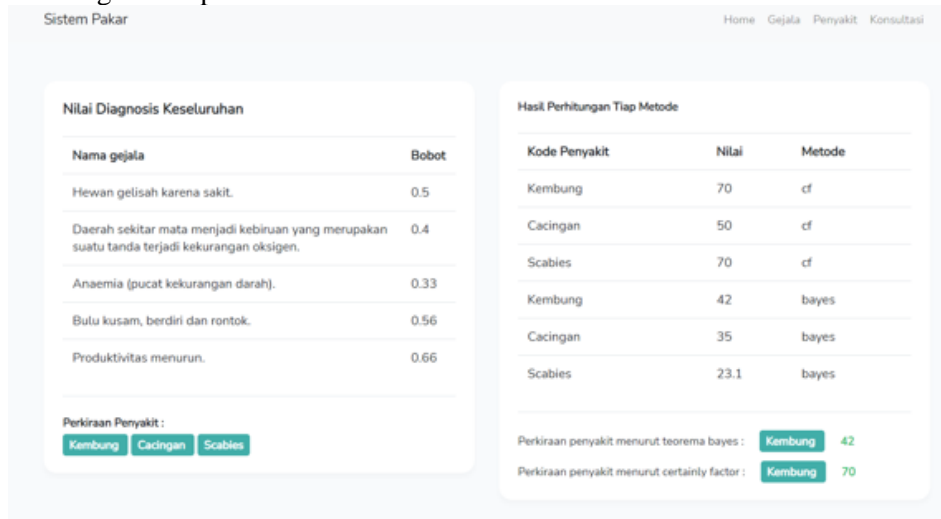 Sistem Pakar
Home Gejala Penyakit Konsultasi
Nilai Diagnosis Keseluruhan
Nama gejala Bobot
Hewan gelisah karena sakit. 0.5
Daerah sekitar mata menjadi kebiruan yang merupakan 0.4
suatu tanda terjadi kekurangan oksigen.
Anaemia (pucat kekurangan darah). 0.33
Bulu kusam, berdiri dan rontok. 0.56
Produktivitas menurun. 0.66
Perkiraan Penyakit :
Kembung Cacingan Scabies
Hasil Perhitungan Tiap Metode
Kode Penyakit Nilai Metode
Kembung 70 cf
Cacingan 50 cf
Scabies 70 cf
Kembung 42 bayes
Cacingan 35 bayes
Scabies 23.1 bayes
Perkiraan penyakit menurut teorema bayes : Kembung 42
Perkiraan penyakit menurut certainly factor : Kembung 70